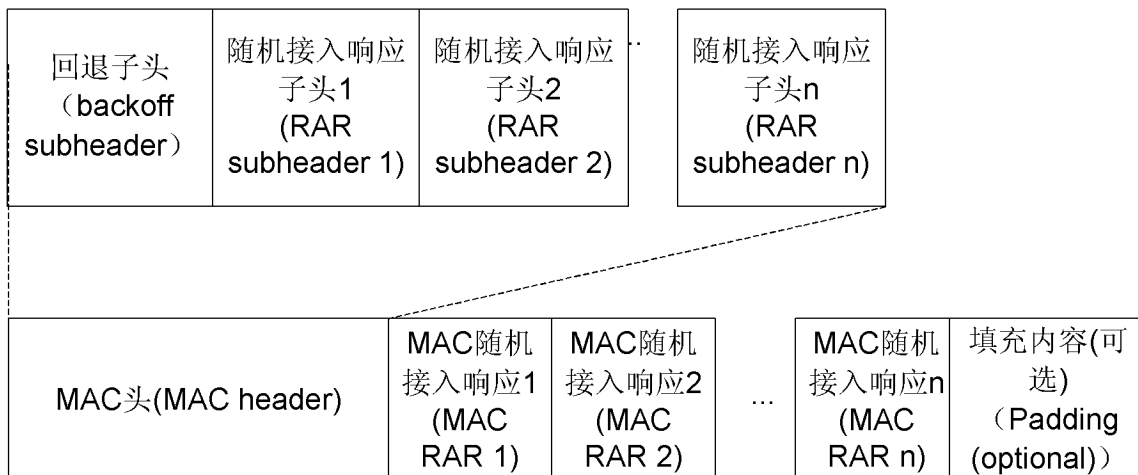 回退子头
（backoff
subheader）
随机接入响应
子头1
(RAR
subheader 1)
随机接入响应
子头2
(RAR
subheader 2)
..
随机接入响应
子头n
(RAR
subheader n)
MAC头(MAC header)
MAC随机
接入响应1
(MAC
RAR 1)
MAC随机
接入响应2
(MAC
RAR 2)
...
MAC随机
接入响应n
(MAC
RAR n)
填充内容(可
选)
（Padding
(optional)）